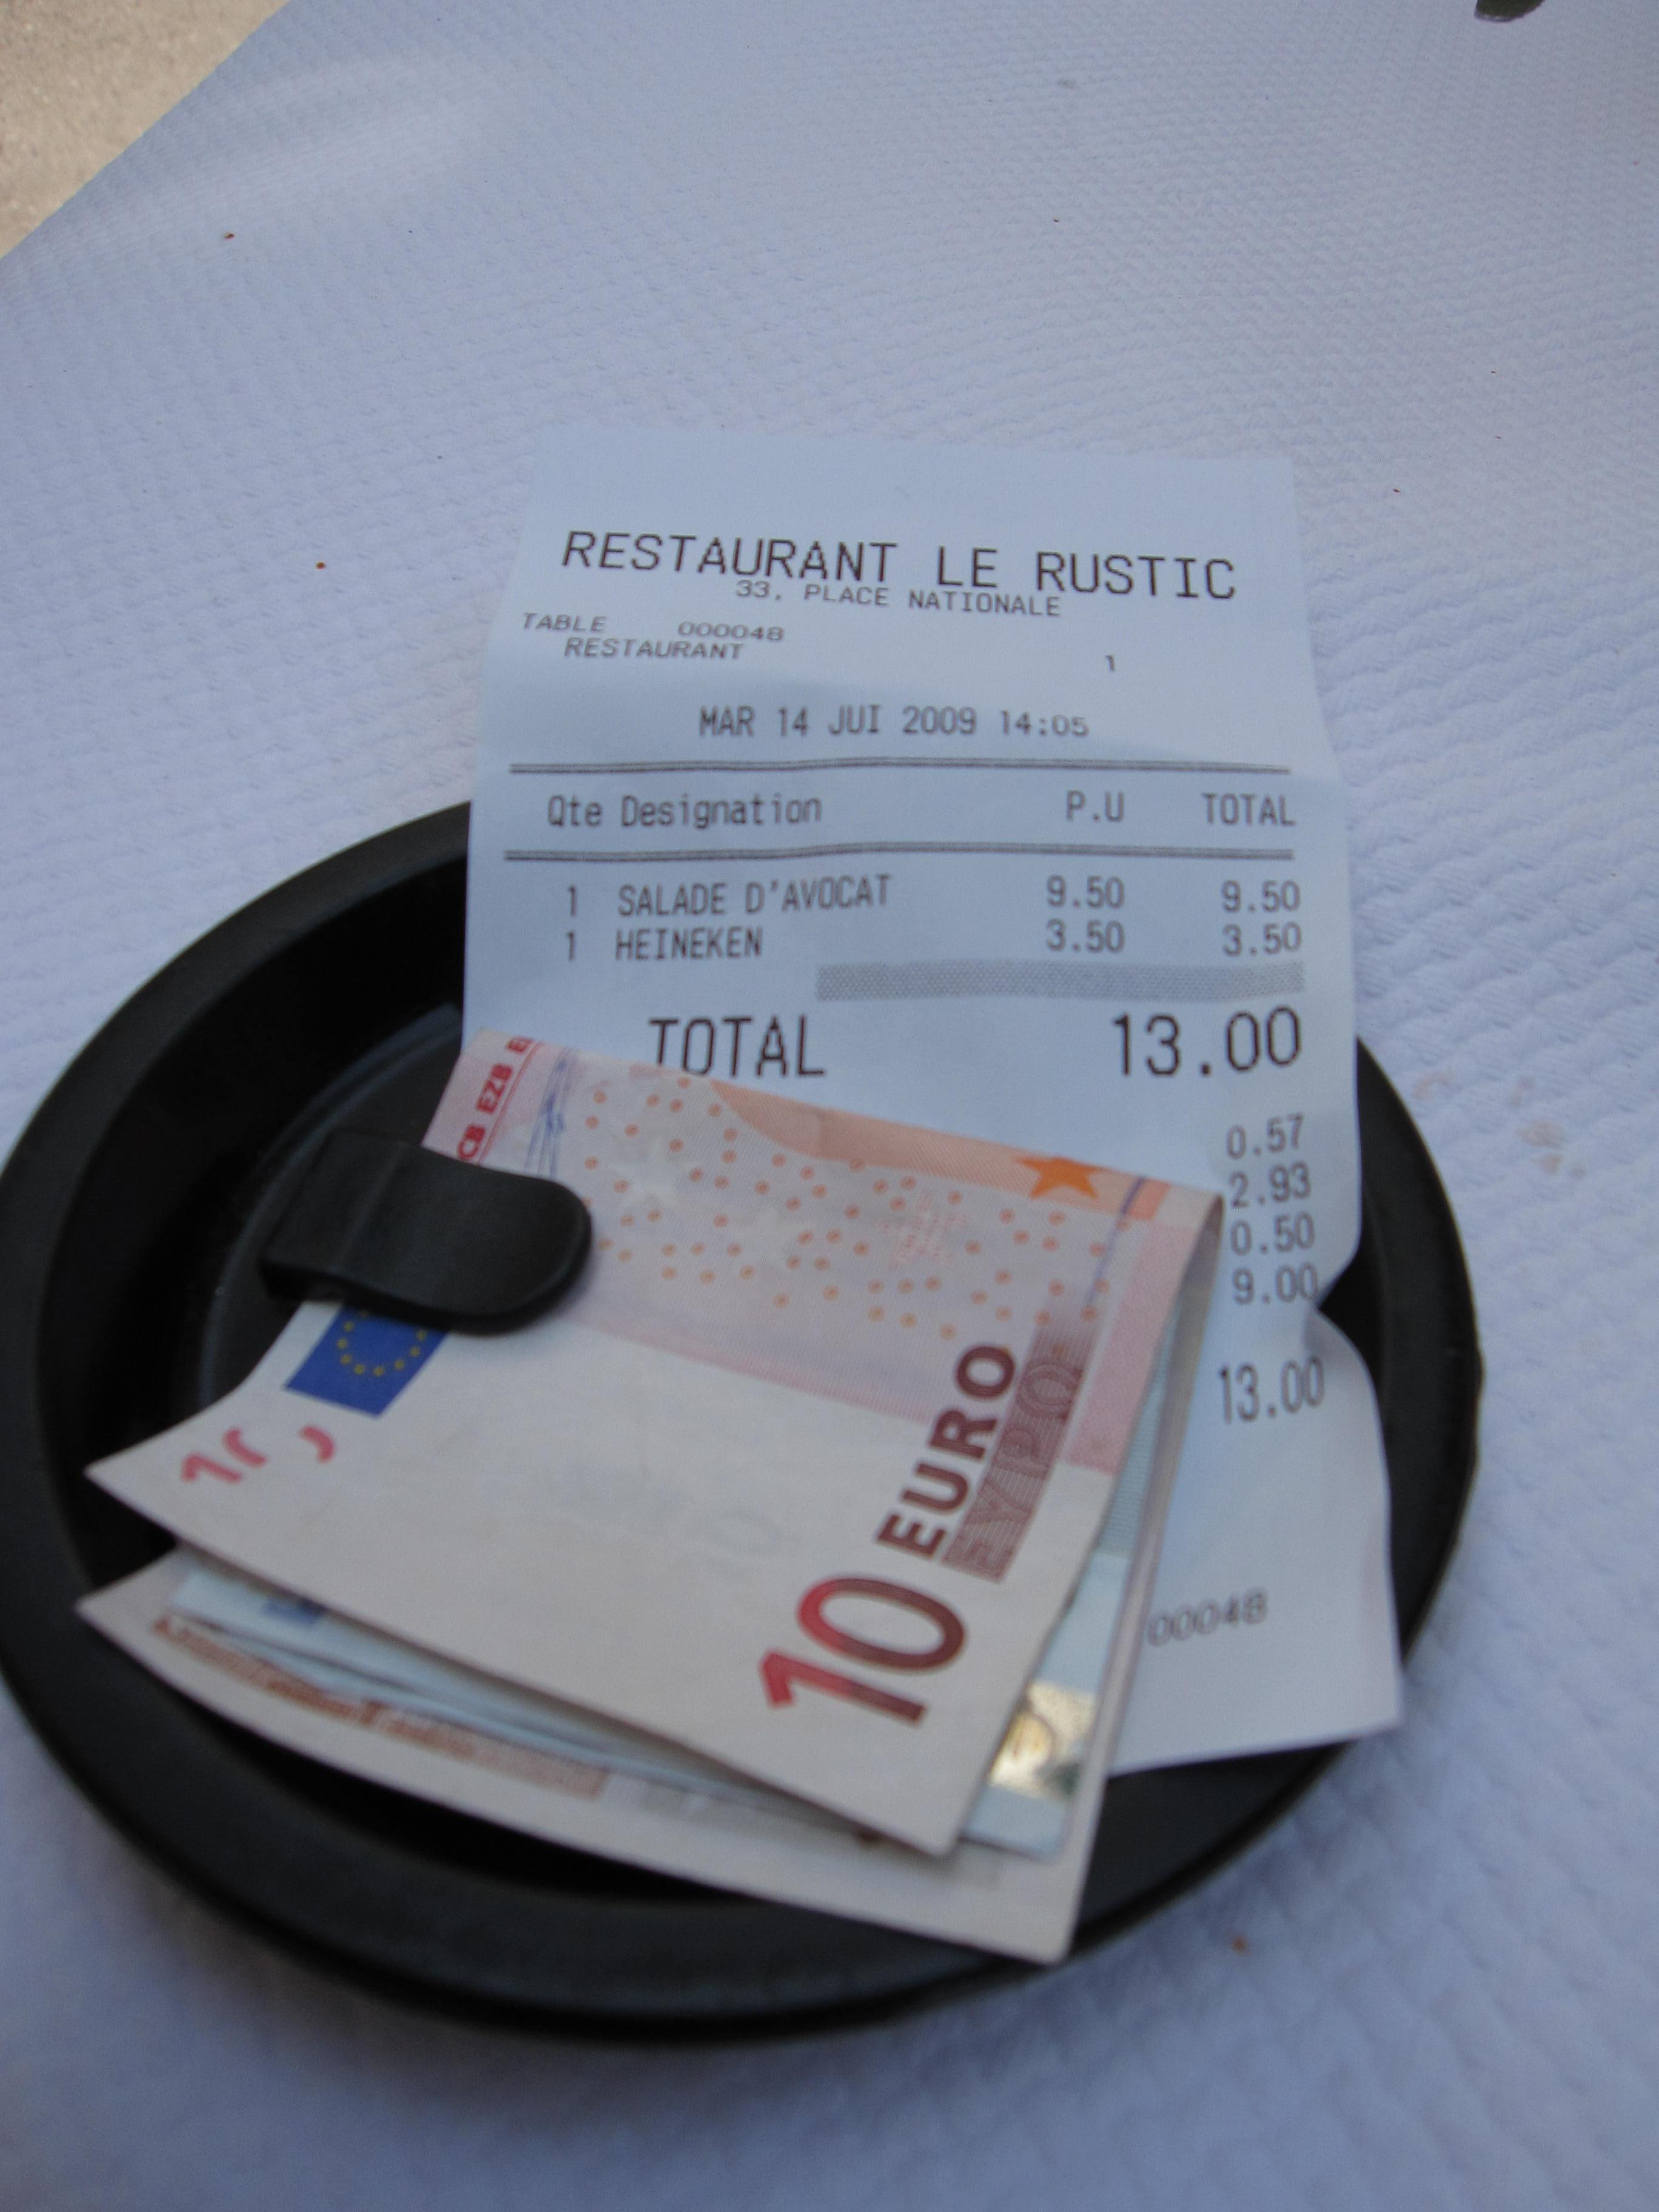 RESTAURANT LE RUSTIC
33, PLACE NATIONALE
TABLE 000048
RESTAURANT 1
MAR 14 JUI 2009 14:05
Qte Designation P.U TOTAL
1 SALADE D'AVOCAT 9.50 9.50
1 HEINEKEN 3.50 3.50
TOTAL 13.00
0.57
2.93
0.50
9.00
13.00
00048
EZB
10 EURO
ΕΥΡΩ